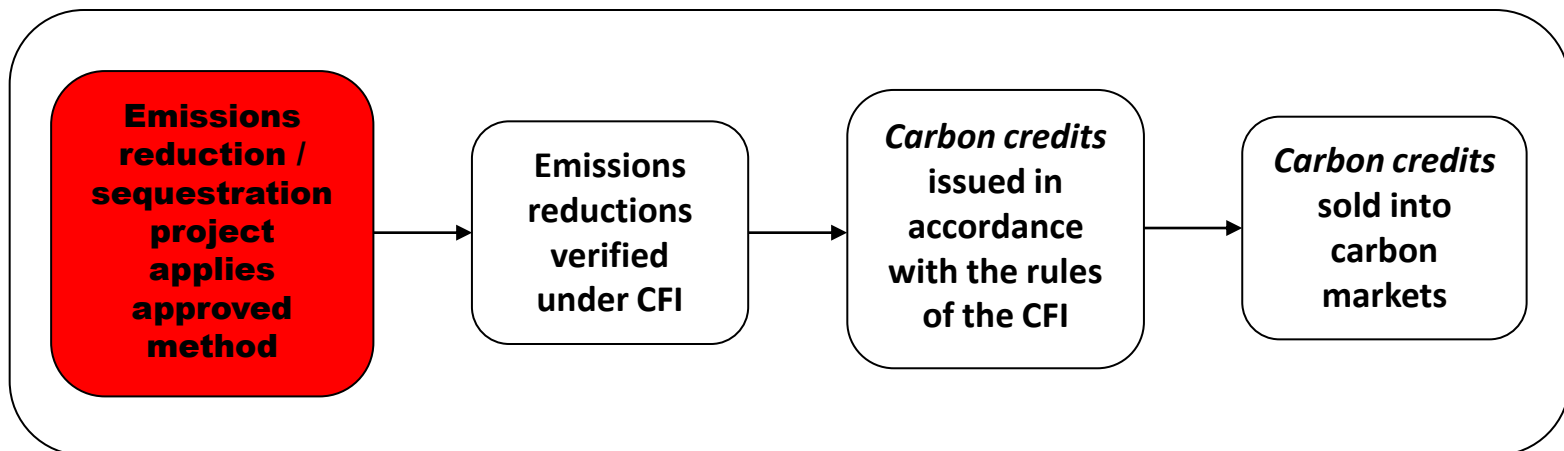 Emissions
reduction /
sequestration
project
applies
approved
method
Emissions
reductions
verified
under CFI
Carbon credits
issued in
accordance
with the rules
of the CFI
Carbon credits
sold into
carbon
markets